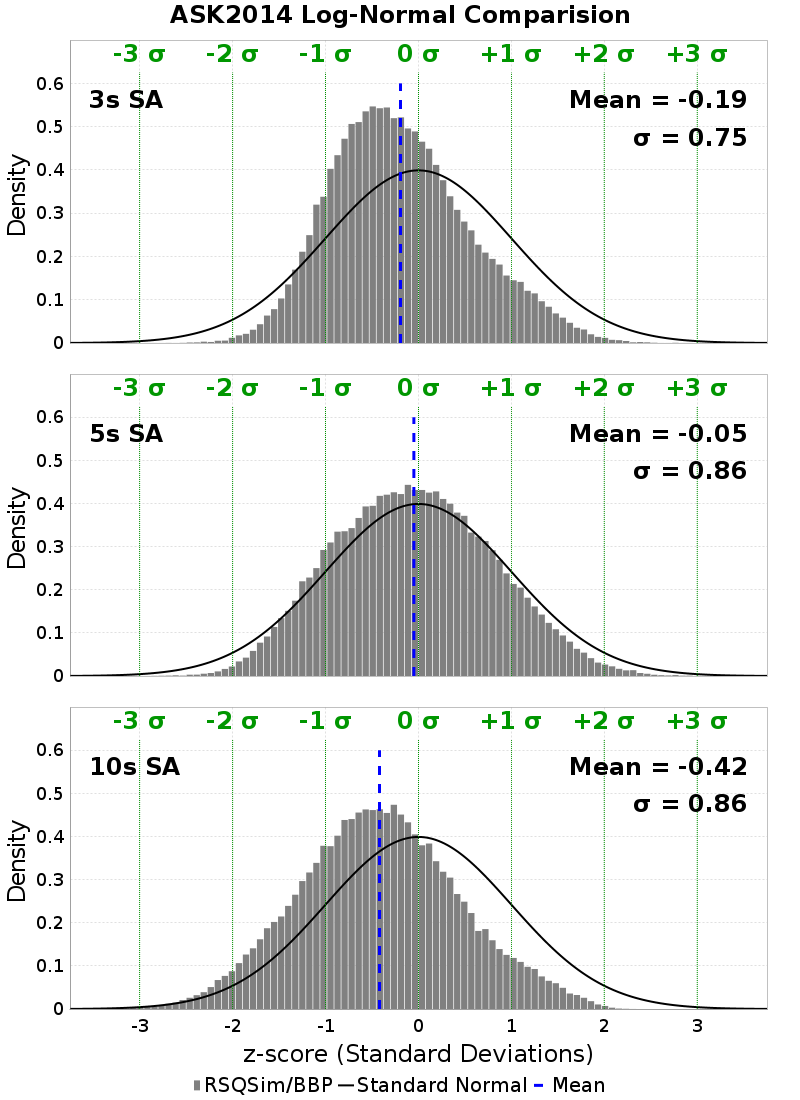 ASK2014 Log-Normal Comparision
-3 σ -2 σ -1 σ 0 σ +1 σ +2 σ +3 σ
3s SA
Mean = -0.19
σ = 0.75
0.6
0.5
0.4
0.3
0.2
0.1
0
Density
-3 σ -2 σ -1 σ 0 σ +1 σ +2 σ +3 σ
5s SA
Mean = -0.05
σ = 0.86
0.6
0.5
0.4
0.3
0.2
0.1
0
Density
-3 σ -2 σ -1 σ 0 σ +1 σ +2 σ +3 σ
10s SA
Mean = -0.42
σ = 0.86
0.6
0.5
0.4
0.3
0.2
0.1
0
Density
-3 -2 -1 0 1 2 3
z-score (Standard Deviations)
RSQSim/BBP Standard Normal Mean